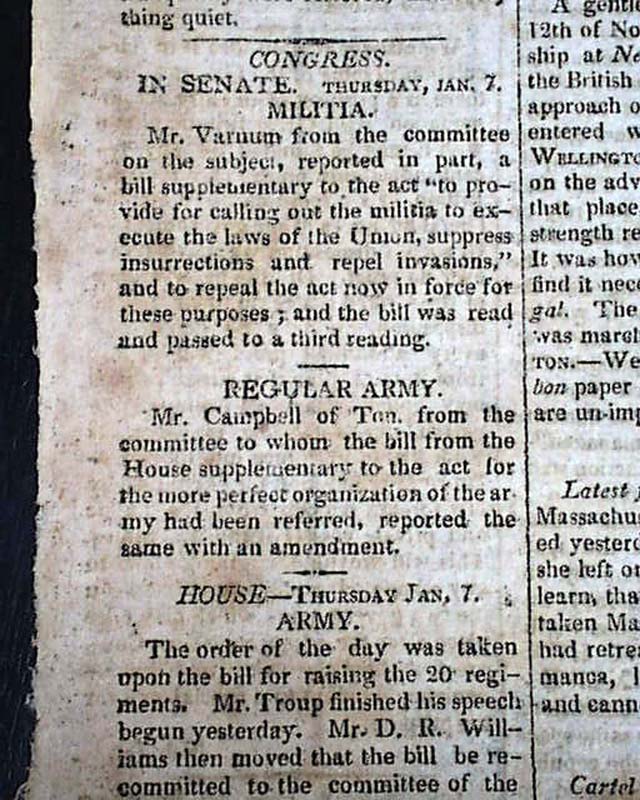 thing quiet.
CONGRESS.
IN SENATE. THURSDAY, JAN. 7.
MILITIA.
Mr. Varnum from the committee
on the subject, reported in part, a
bill supplementary to the act "to pro-
vide for calling out the militia to ex-
ecute the laws of the Union, suppress
insurrections and repel invasions,"
and to repeal the act now in force for
these purposes ; and the bill was read
and passed to a third reading.
REGULAR ARMY.
Mr. Campbell of Ten. from the
committee to whom the bill from the
House supplementary to the act for
the more perfect organization of the ar-
my had been referred, reported the
same with an amendment.
HOUSE—THURSDAY JAN, 7.
ARMY.
The order of the day was taken
upon the bill for raising the 20 regi-
ments. Mr. Troup finished his speech
begun yesterday. Mr. D. R. Will-
iams then moved that the bill be re-
committed to the committee of the
A gentle
12th of No
ship at Ne
the British
approach o
entered w
WELLINGTO
on the adv
that place
strength re
It was how
find it nece
gal. The
was march
TON.—We
bon paper
are un-imp
Latest
Massachu
ed yesterd
she left on
learn, tha
taken Ma
had retre
manca,
and cann
Cartel